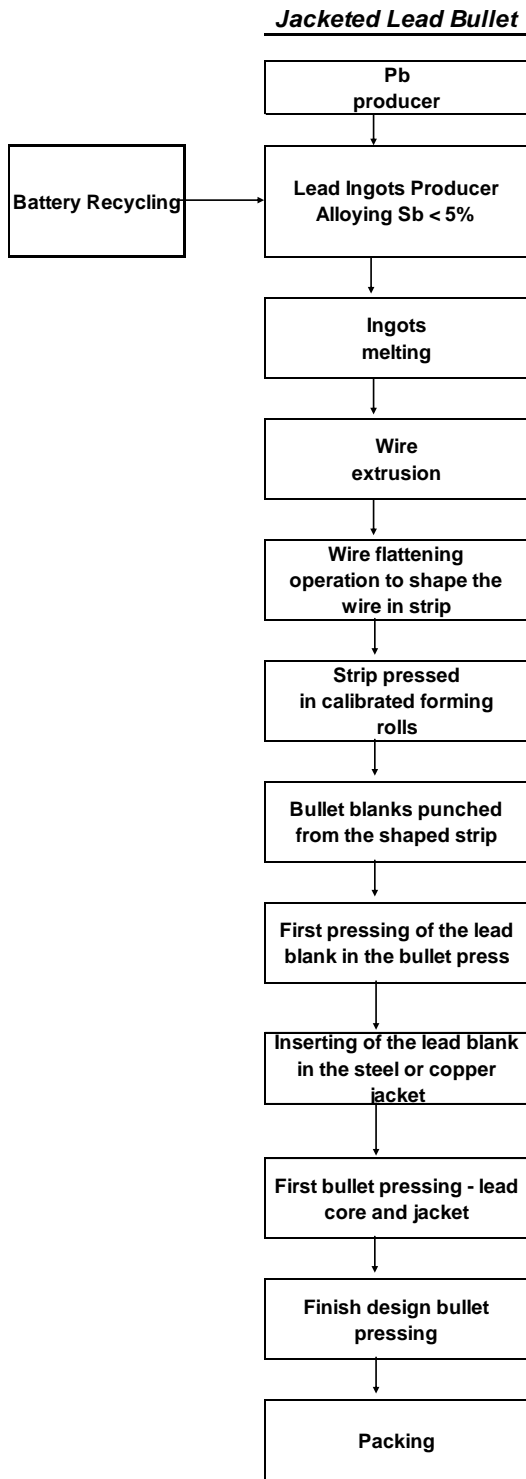 Jacketed Lead Bullet
Pb
producer
Battery Recycling
Lead Ingots Producer
Alloying Sb < 5%
Ingots
melting
Wire
extrusion
Wire flattening
operation to shape the
wire in strip
Strip pressed
in calibrated forming
rolls
Bullet blanks punched
from the shaped strip
First pressing of the lead
blank in the bullet press
Inserting of the lead blank
in the steel or copper
jacket
First bullet pressing - lead
core and jacket
Finish design bullet
pressing
Packing